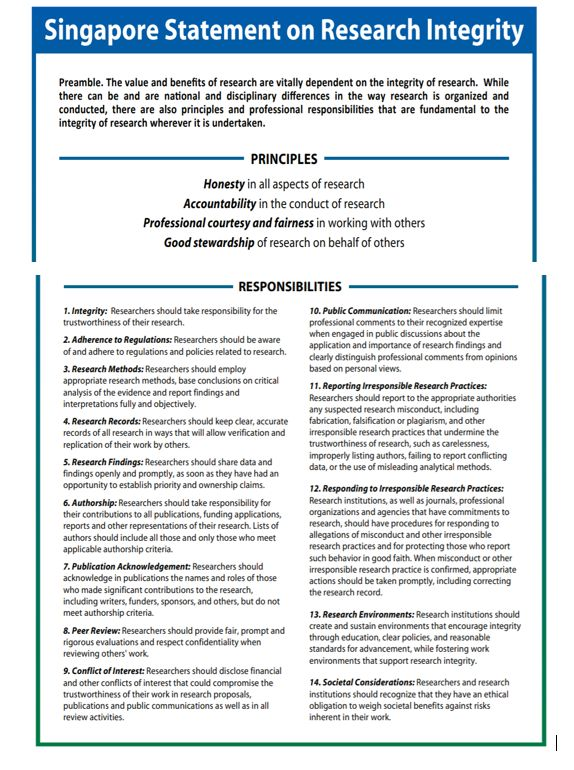 Singapore Statement on Research Integrity
Preamble. The value and benefits of research are vitally dependent on the integrity of research. While
there can be and are national and disciplinary differences in the way research is organized and
conducted, there are also principles and professional responsibilities that are fundamental to the
integrity of research wherever it is undertaken.
PRINCIPLES
Honesty in all aspects of research
Accountability in the conduct of research
Professional courtesy and fairness in working with others
Good stewardship of research on behalf of others
RESPONSIBILITIES
1. Integrity: Researchers should take responsibility for the
trustworthiness of their research.
2. Adherence to Regulations: Researchers should be aware
of and adhere to regulations and policies related to research.
3. Research Methods: Researchers should employ
appropriate research methods, base conclusions on critical
analysis of the evidence and report findings and
interpretations fully and objectively.
4. Research Records: Researchers should keep clear, accurate
records of all research in ways that will allow verification and
replication of their work by others.
5. Research Findings: Researchers should share data and
findings openly and promptly, as soon as they have had an
opportunity to establish priority and ownership claims.
6. Authorship: Researchers should take responsibility for
their contributions to all publications, funding applications,
reports and other representations of their research. Lists of
authors should include all those and only those who meet
applicable authorship criteria.
7. Publication Acknowledgement: Researchers should
acknowledge in publications the names and roles of those
who made significant contributions to the research,
including writers, funders, sponsors, and others, but do not
meet authorship criteria.
8. Peer Review: Researchers should provide fair, prompt and
rigorous evaluations and respect confidentiality when
reviewing others' work.
9. Conflict of Interest: Researchers should disclose financial
and other conflicts of interest that could compromise the
trustworthiness of their work in research proposals,
publications and public communications as well as in all
review activities.
10. Public Communication: Researchers should limit
professional comments to their recognized expertise
when engaged in public discussions about the
application and importance of research findings and
clearly distinguish professional comments from opinions
based on personal views.
11. Reporting Irresponsible Research Practices:
Researchers should report to the appropriate authorities
any suspected research misconduct, including
fabrication, falsification or plagiarism, and other
irresponsible research practices that undermine the
trustworthiness of research, such as carelessness,
improperly listing authors, failing to report conflicting
data, or the use of misleading analytical methods.
12. Responding to Irresponsible Research Practices:
Research institutions, as well as journals, professional
organizations and agencies that have commitments to
research, should have procedures for responding to
allegations of misconduct and other irresponsible
research practices and for protecting those who report
such behavior in good faith. When misconduct or other
irresponsible research practice is confirmed, appropriate
actions should be taken promptly, including correcting
the research record.
13. Research Environments: Research institutions should
create and sustain environments that encourage integrity
through education, clear policies, and reasonable
standards for advancement, while fostering work
environments that support research integrity.
14. Societal Considerations: Researchers and research
institutions should recognize that they have an ethical
obligation to weigh societal benefits against risks
inherent in their work.